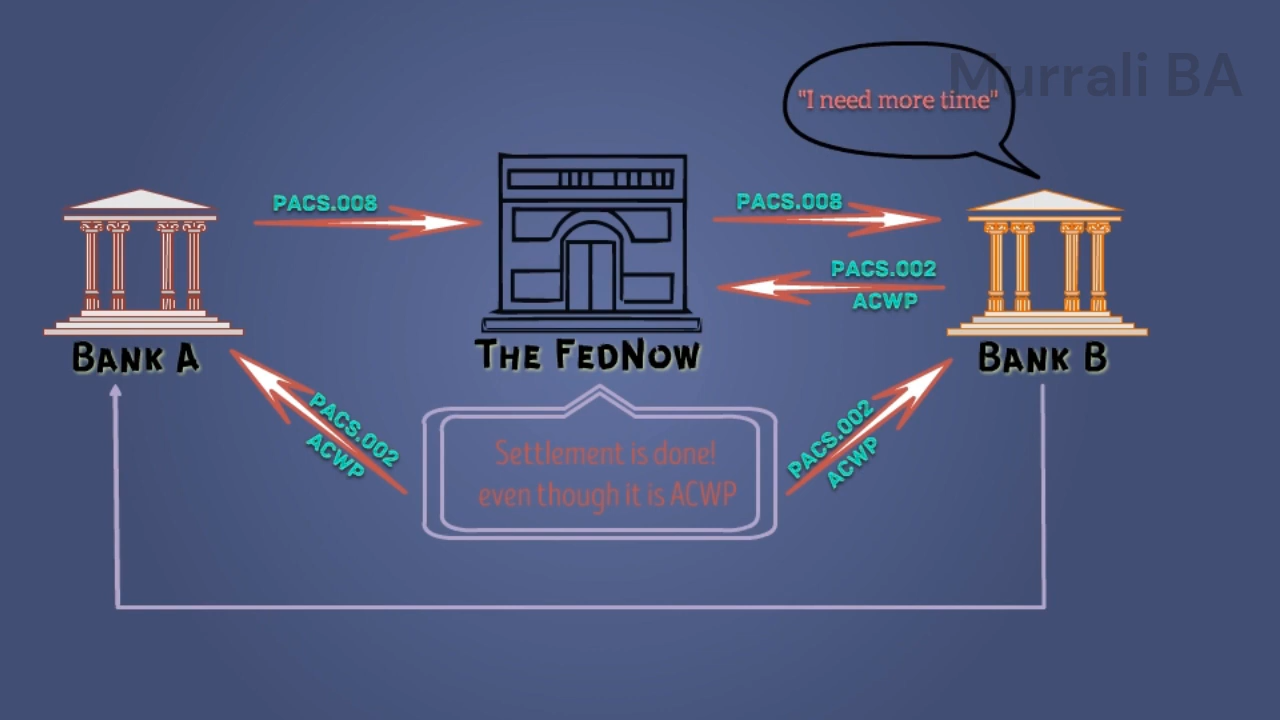 Murrali BA
"I need more time"
PACS.008
PACS.008
PACS.002
ACWP
BANK A
THE FEDNOW
BANK B
PACS.002
ACWP
Settlement is done!
even though it is ACWP
PACS.002
ACWP